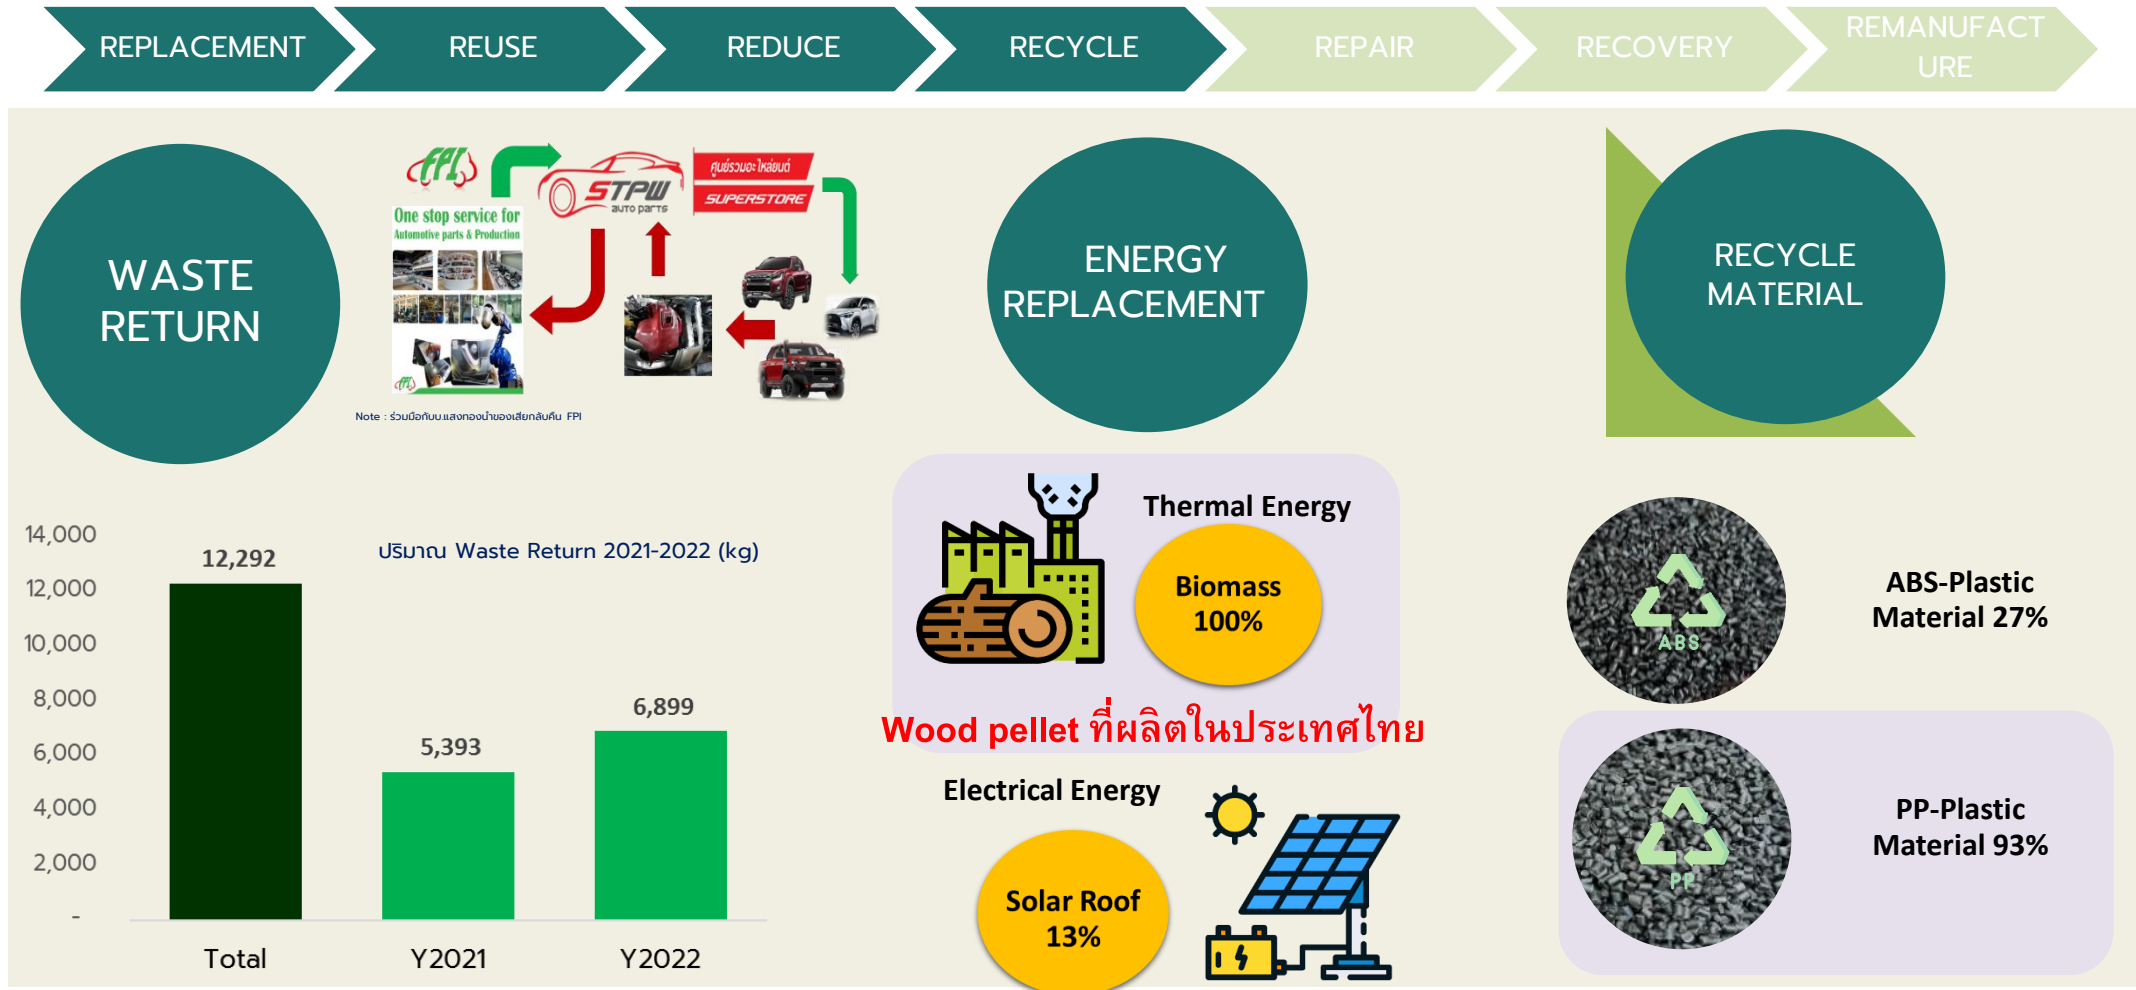 REPLACEMENT
REUSE
REDUCE
RECYCLE
REPAIR
RECOVERY
REMANUFACT
URE
WASTE
RETURN
FPI
One stop service for
Automotive parts & Production
FPI
STPW
auto parts
ศูนย์รวมอะไหล่ยนต์
SUPERSTORE
Note : ร่วมมือกับบ.แสงทองนำของเสียกลับคืน FPI
ENERGY
REPLACEMENT
RECYCLE
MATERIAL
ปริมาณ Waste Return 2021-2022 (kg)
14,000
12,000
10,000
8,000
6,000
4,000
2,000
-
12,292
5,393
6,899
Total
Y2021
Y2022
Thermal Energy
Biomass
100%
Wood pellet ที่ผลิตในประเทศไทย
Electrical Energy
Solar Roof
13%
ABS
ABS-Plastic
Material 27%
PP
PP-Plastic
Material 93%